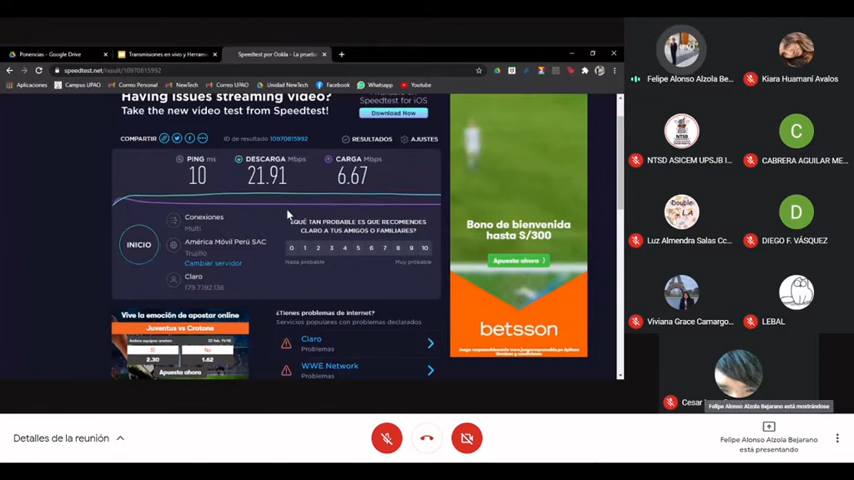 Ponencias - Google Drive
Transmisiones en vivo y Herrami
Speedtest por Ookla - La prueba
speedtest.net/result/10970815992
Aplicaciones
Campus UPAO
Correo Personal
NewTech
Correo UPAO
Unidad NewTech
Facebook
Whatsapp
Youtube
Having issues streaming video?
Take the new video test from Speedtest!
Speedtest for iOS
Download Now
COMPARTIR
ID de resultado 10970815992
RESULTADOS
AJUSTES
PING ms
10
DESCARGA Mbps
21.91
CARGA Mbps
6.67
INICIO
Conexiones
Multi
América Móvil Perú SAC
Trujillo
Cambiar servidor
Claro
¿QUÉ TAN PROBABLE ES QUE RECOMIENDES
CLARO A TUS AMIGOS O FAMILIARES?
0 1 2 3 4 5 6 7 8 9 10
Nada probable
Muy probable
Vive la emoción de apostar online
Juventus vs Crotone
2.30
1.62
Apuesta ahora
¿Tienes problemas de internet?
Servicios populares con problemas declarados
Claro
Problemas
WWE Network
Problemas
Bono de bienvenida
hasta S/300
Apuesta ahora
betsson
Felipe Alonso Alzola Be...
Kiara Huamaní Avalos
NTSD ASICEM UPSJB I...
C
CABRERA AGUILAR ME...
Luz Almendra Salas Cc...
D
DIEGO F. VÁSQUEZ
Viviana Grace Camargo...
LEBAL
Cesar
Felipe Alonso Alzola Bejarano está mostrándose
Detalles de la reunión
Felipe Alonso Alzola Bejarano
está presentando